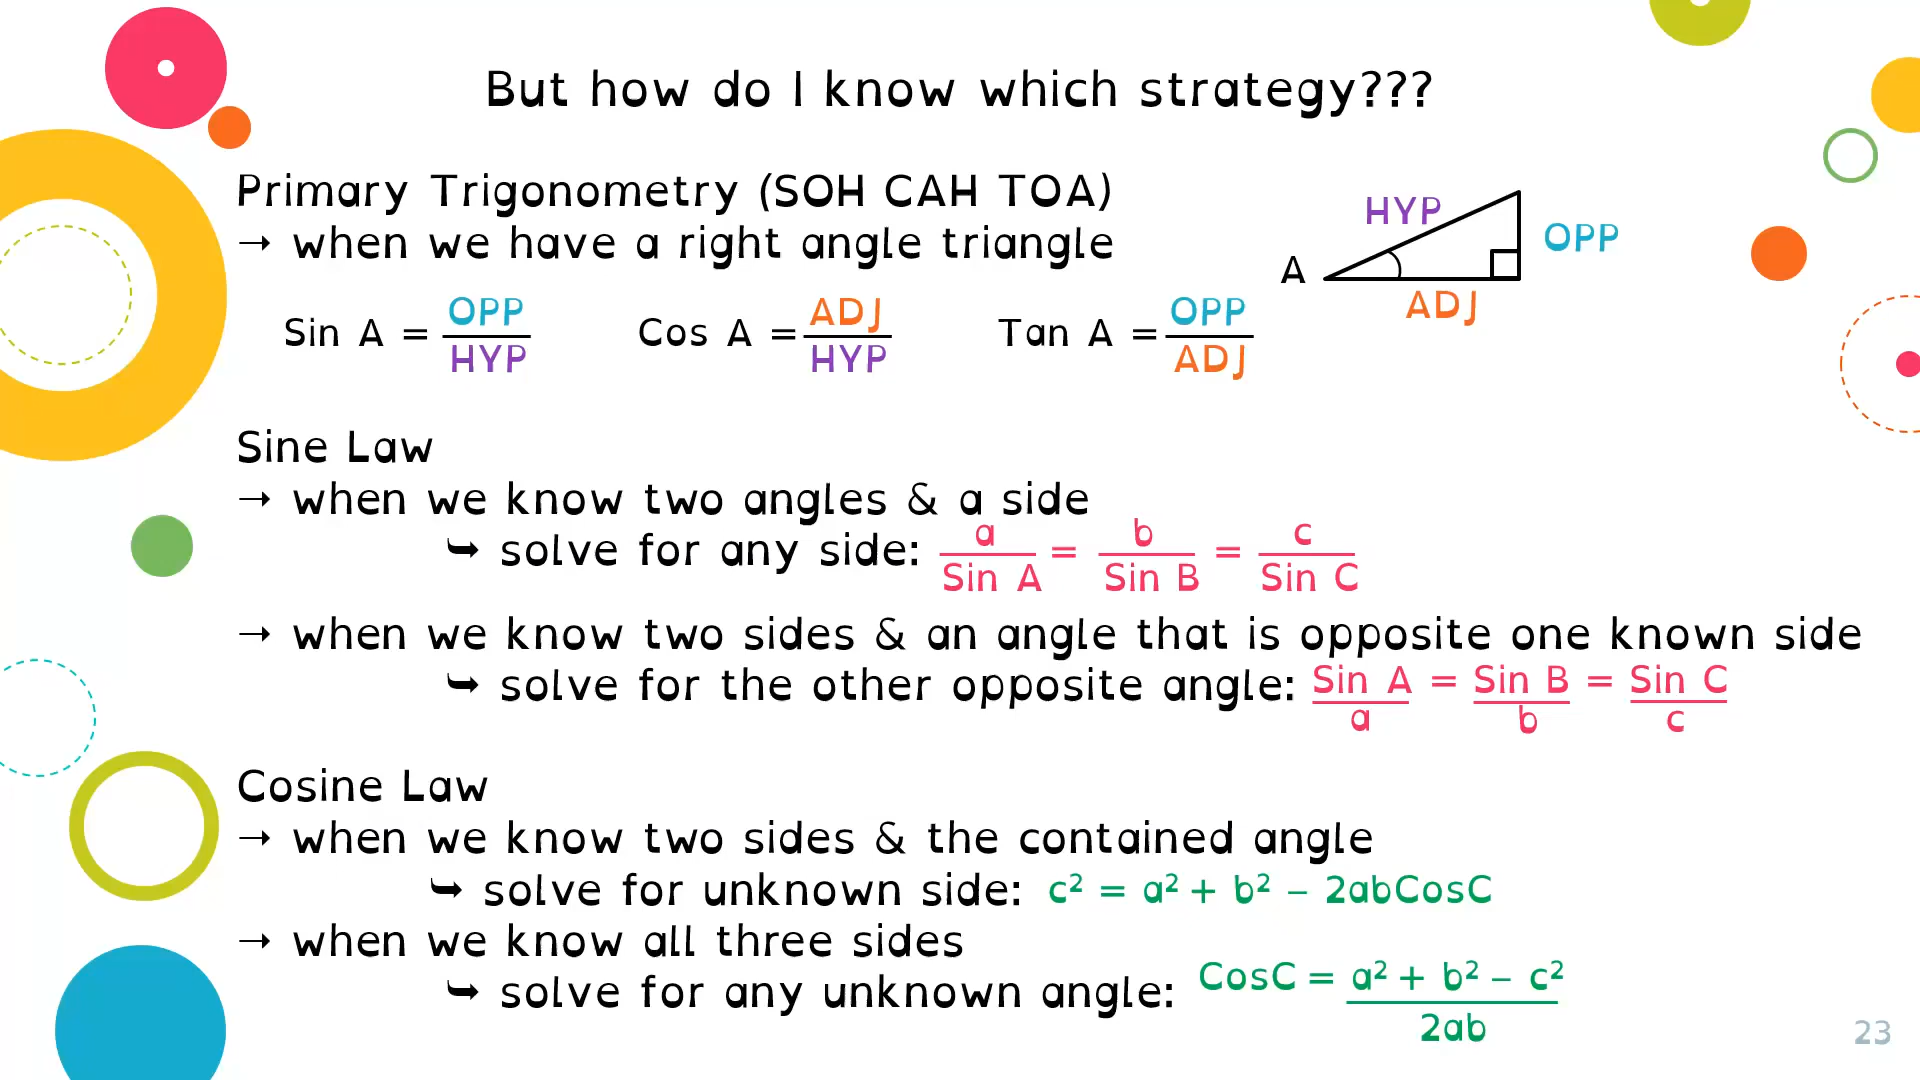 But how do I know which strategy???
Primary Trigonometry (SOH CAH TOA)
→ when we have a right angle triangle
HYP
OPP
A
ADJ
Sin A = OPP/HYP Cos A = ADJ/HYP Tan A = OPP/ADJ
Sine Law
→ when we know two angles & a side
↪ solve for any side: a/Sin A = b/Sin B = c/Sin C
→ when we know two sides & an angle that is opposite one known side
↪ solve for the other opposite angle: Sin A/a = Sin B/b = Sin C/c
Cosine Law
→ when we know two sides & the contained angle
↪ solve for unknown side: c² = a² + b² – 2abCosC
→ when we know all three sides
↪ solve for any unknown angle: CosC = a² + b² – c²/2ab
23